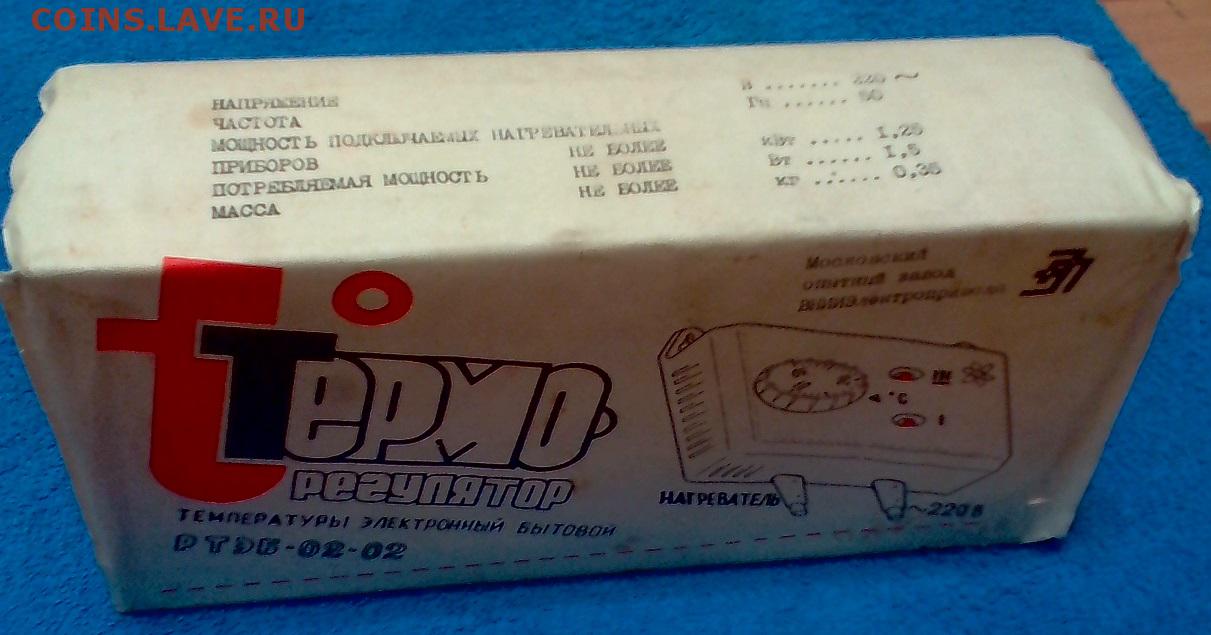 COINS.LAVE.RU
НАПРЯЖЕНИЕ В ....... 220 ~
ЧАСТОТА Гц ...... 50
МОЩНОСТЬ ПОДКЛЮЧАЕМЫХ НАГРЕВАТЕЛЬНЫХ
ПРИБОРОВ НЕ БОЛЕЕ кВт ..... 1,25
ПОТРЕБЛЯЕМАЯ МОЩНОСТЬ НЕ БОЛЕЕ Вт ...... 1,5
МАССА НЕ БОЛЕЕ кг ...... 0,35
Московский
опытный завод
ВНИИЭлектропривода
t°
Термо
регулятор
°C
НАГРЕВАТЕЛЬ
~220В
ТЕМПЕРАТУРЫ ЭЛЕКТРОННЫЙ БЫТОВОЙ
РТЭБ-02-02